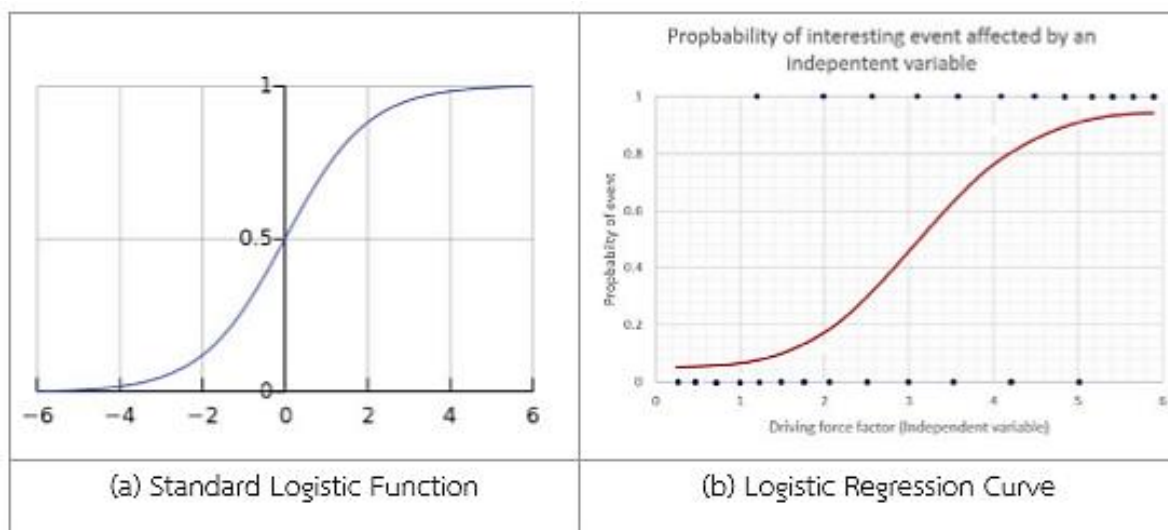 1
0.5
0
−6 −4 −2 0 2 4 6
(a) Standard Logistic Function
Propbability of interesting event affected by an
indepentent variable
Propbability of event
1
0.8
0.6
0.4
0.2
0
0 1 2 3 4 5 6
Driving force factor (Independent variable)
(b) Logistic Regression Curve